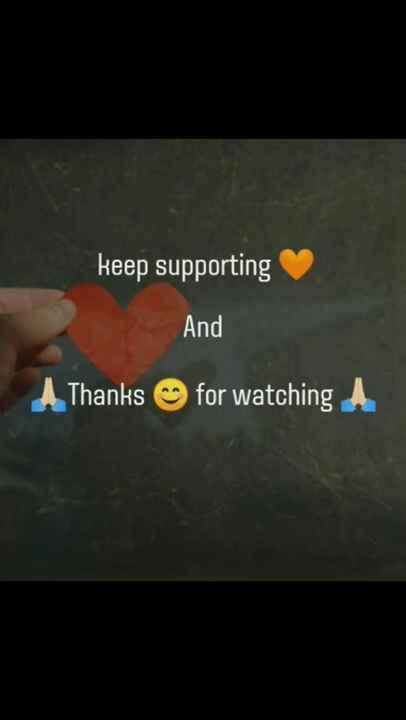 keep supporting 🧡
And
🙏🏻Thanks 😊 for watching 🙏🏻